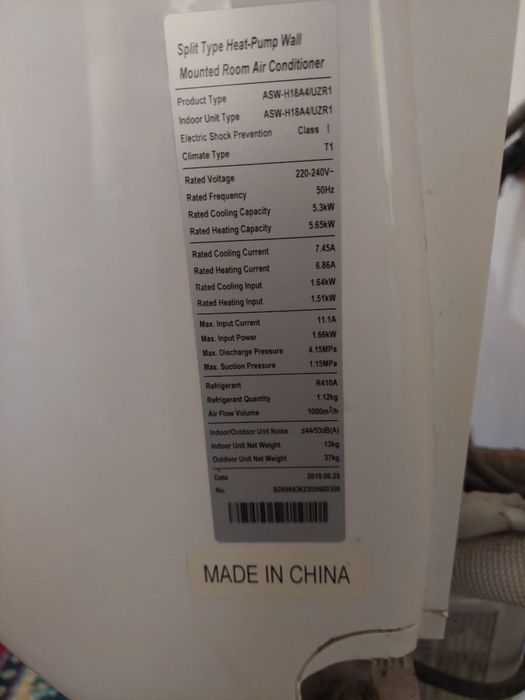 Split Type Heat-Pump Wall
Mounted Room Air Conditioner
Product Type ASW-H18A4/UZR1
Indoor Unit Type ASW-H18A4/UZR1
Electric Shock Prevention Class I
Climate Type T1
Rated Voltage 220-240V~
Rated Frequency 50Hz
Rated Cooling Capacity 5.3kW
Rated Heating Capacity 5.65kW
Rated Cooling Current 7.45A
Rated Heating Current 6.86A
Rated Cooling Input 1.64kW
Rated Heating Input 1.51kW
Max. Input Current 11.1A
Max. Input Power 1.65kW
Max. Discharge Pressure 4.15MPa
Max. Suction Pressure 1.15MPa
Refrigerant R410A
Refrigerant Quantity 1.12kg
Air Flow Volume 1000m³/h
Indoor/Outdoor Unit Noise ≤44/53dB(A)
Indoor Unit Net Weight 13kg
Outdoor Unit Net Weight 37kg
Date 2019.06.25
No.
MADE IN CHINA